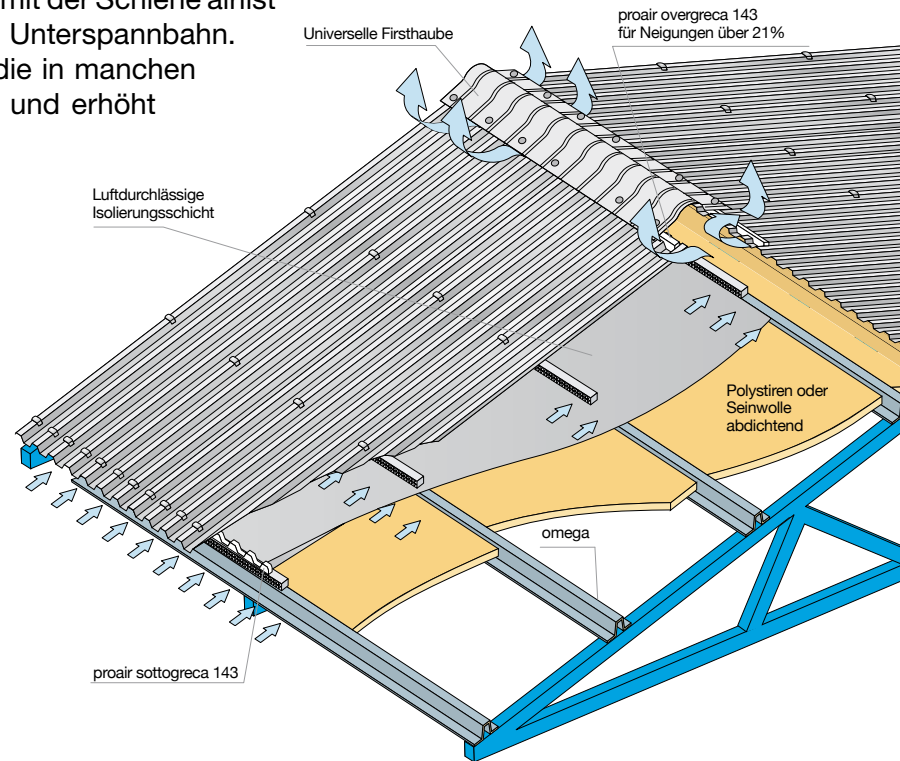 mit der Schiene airlist
Unterspannbahn.
die in manchen
und erhöht
Universelle Firsthaube
proair overgreca 143
für Neigungen über 21%
Luftdurchlässige
Isolierungsschicht
Polystiren oder
Seinwolle
abdichtend
omega
proair sottogreca 143